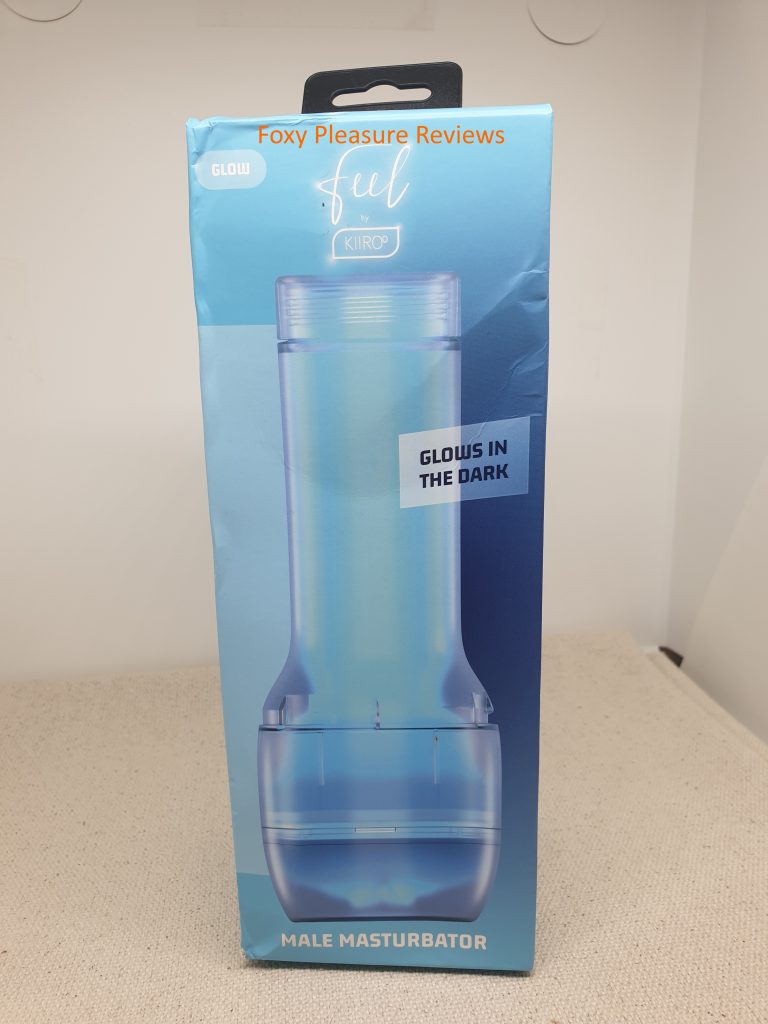 Foxy Pleasure Reviews
GLOW
feel
by
KIIROO
GLOWS IN
THE DARK
MALE MASTURBATOR